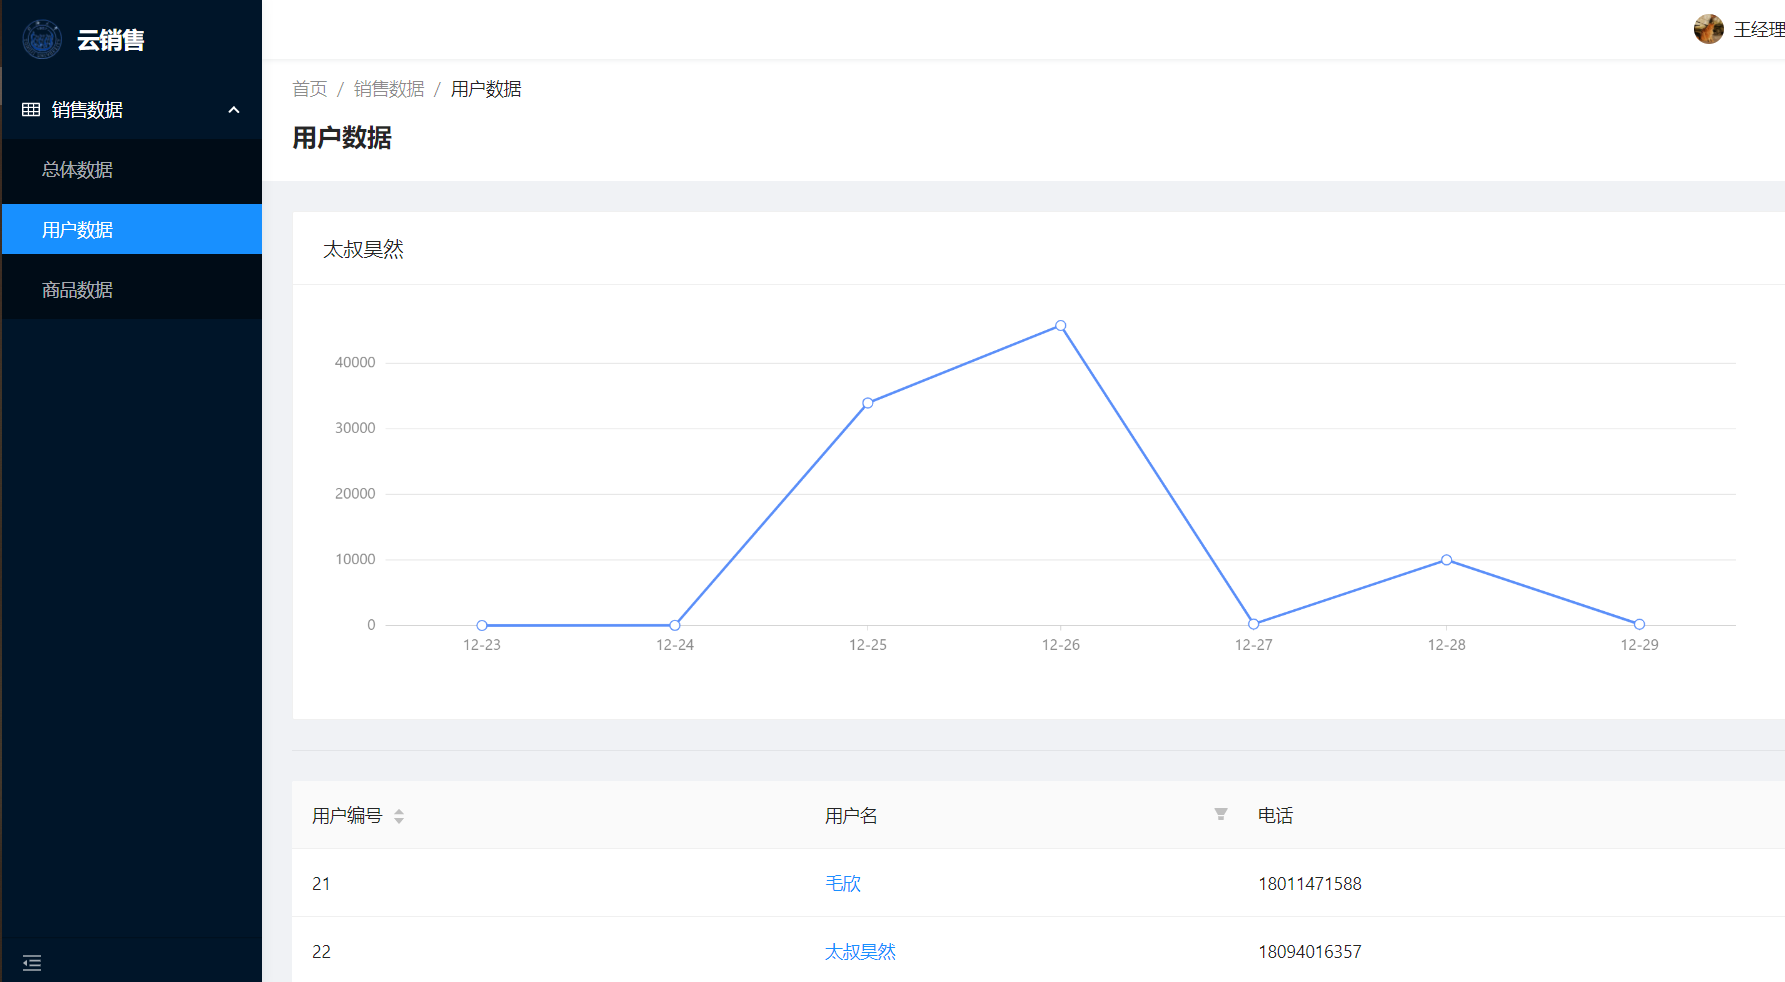 云销售
王经理
销售数据
总体数据
用户数据
商品数据
首页 / 销售数据 / 用户数据
用户数据
太叔昊然
40000
30000
20000
10000
0
12-23 12-24 12-25 12-26 12-27 12-28 12-29
用户编号 用户名 电话
21 毛欣 18011471588
22 太叔昊然 18094016357